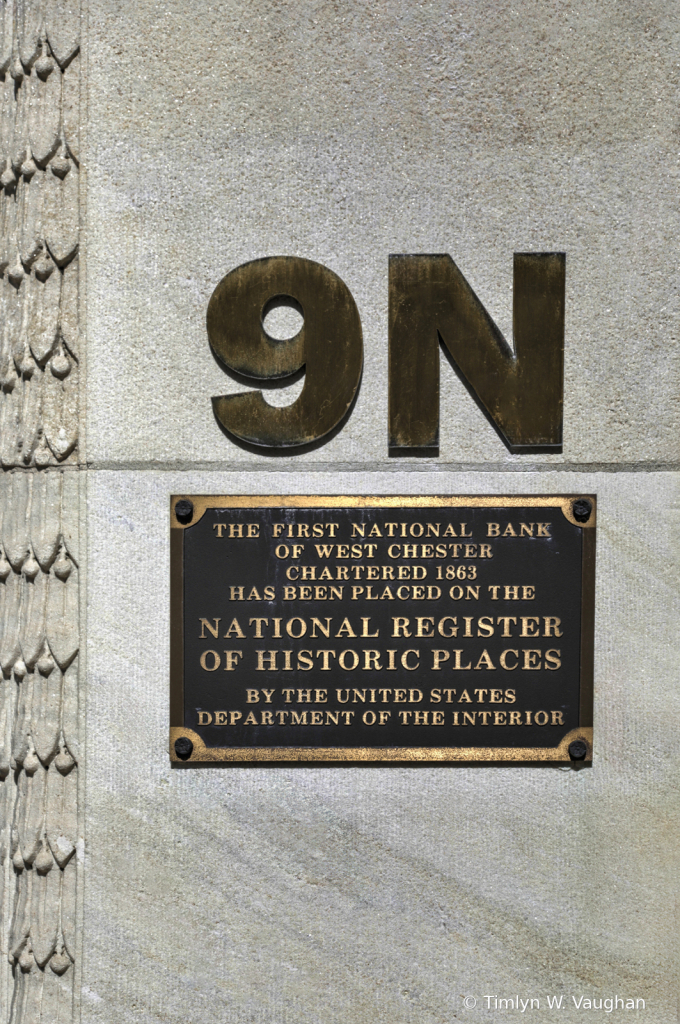 9N
THE FIRST NATIONAL BANK
OF WEST CHESTER
CHARTERED 1863
HAS BEEN PLACED ON THE
NATIONAL REGISTER
OF HISTORIC PLACES
BY THE UNITED STATES
DEPARTMENT OF THE INTERIOR
© Timlyn W. Vaughan